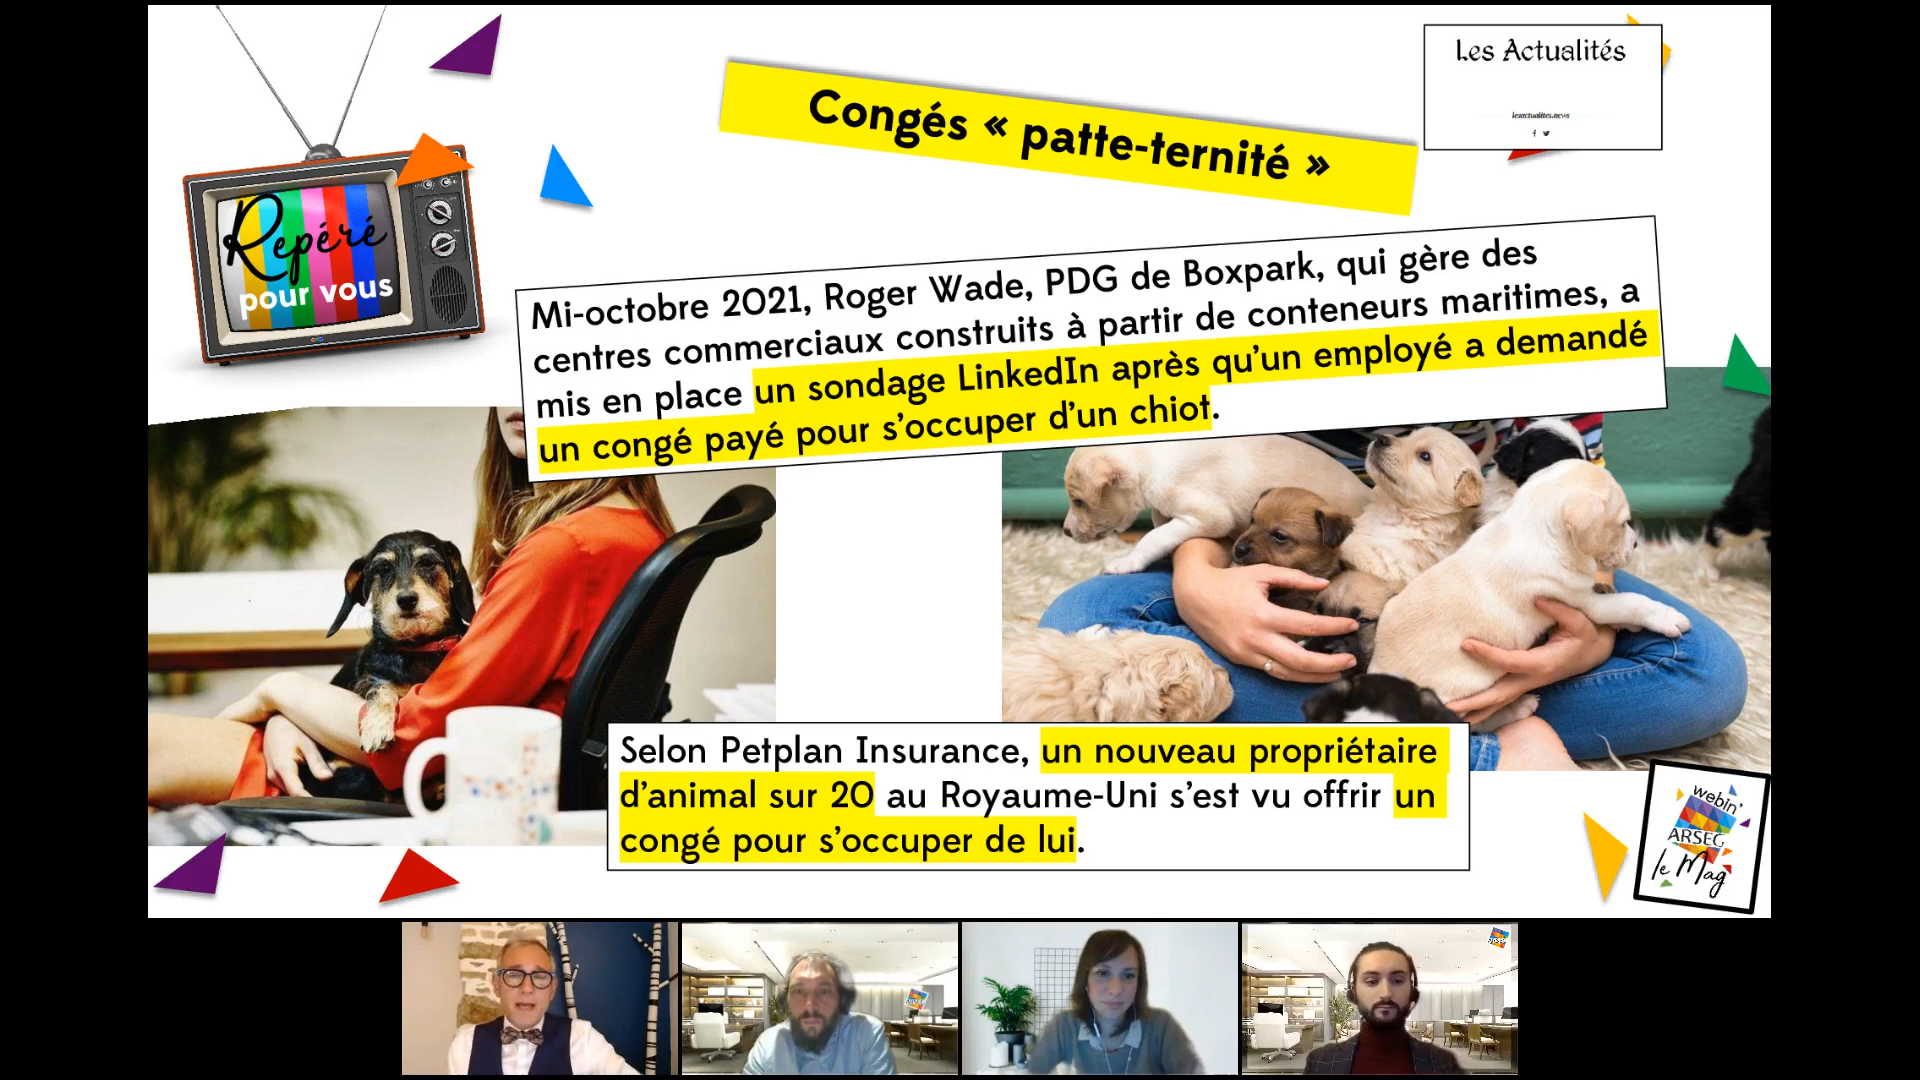 Les Actualités
lesactualites.news
Congés « patte-ternité »
Repéré
pour vous
Mi-octobre 2021, Roger Wade, PDG de Boxpark, qui gère des
centres commerciaux construits à partir de conteneurs maritimes, a
mis en place un sondage LinkedIn après qu’un employé a demandé
un congé payé pour s’occuper d’un chiot.
Selon Petplan Insurance, un nouveau propriétaire
d’animal sur 20 au Royaume-Uni s’est vu offrir un
congé pour s’occuper de lui.
webin’
ARSEG
le Mag’